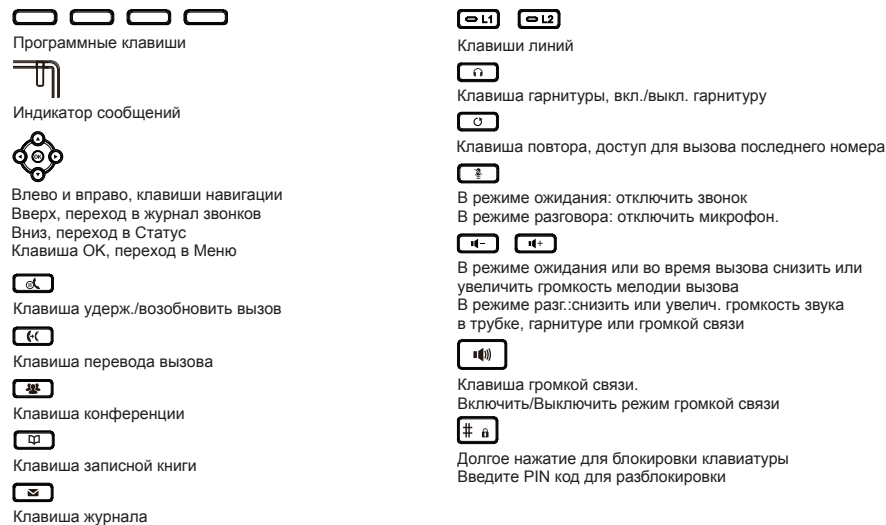 Программные клавиши
Индикатор сообщений
OK
Влево и вправо, клавиши навигации
Вверх, переход в журнал звонков
Вниз, переход в Статус
Клавиша OK, переход в Меню
Клавиша удерж./возобновить вызов
Клавиша перевода вызова
Клавиша конференции
Клавиша записной книги
Клавиша журнала
L1 L2
Клавиши линий
Клавиша гарнитуры, вкл./выкл. гарнитуру
Клавиша повтора, доступ для вызова последнего номера
В режиме ожидания: отключить звонок
В режиме разговора: отключить микрофон.
- +
В режиме ожидания или во время вызова снизить или
увеличить громкость мелодии вызова
В режиме разг.:снизить или увелич. громкость звука
в трубке, гарнитуре или громкой связи
Клавиша громкой связи.
Включить/Выключить режим громкой связи
#
Долгое нажатие для блокировки клавиатуры
Введите PIN код для разблокировки